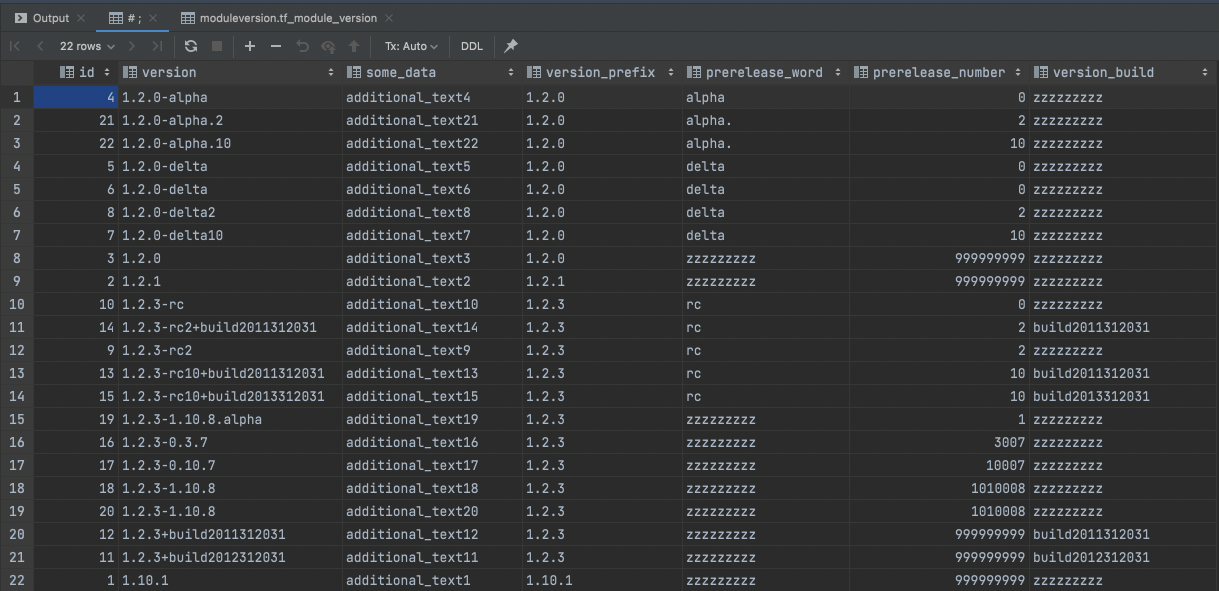 Output # ; moduleversion.tf_module_version
22 rows Tx: Auto DDL
id version some_data version_prefix prerelease_word prerelease_number version_build
1 4 1.2.0-alpha additional_text4 1.2.0 alpha 0 zzzzzzzzz
2 21 1.2.0-alpha.2 additional_text21 1.2.0 alpha. 2 zzzzzzzzz
3 22 1.2.0-alpha.10 additional_text22 1.2.0 alpha. 10 zzzzzzzzz
4 5 1.2.0-delta additional_text5 1.2.0 delta 0 zzzzzzzzz
5 6 1.2.0-delta additional_text6 1.2.0 delta 0 zzzzzzzzz
6 8 1.2.0-delta2 additional_text8 1.2.0 delta 2 zzzzzzzzz
7 7 1.2.0-delta10 additional_text7 1.2.0 delta 10 zzzzzzzzz
8 3 1.2.0 additional_text3 1.2.0 zzzzzzzzz 999999999 zzzzzzzzz
9 2 1.2.1 additional_text2 1.2.1 zzzzzzzzz 999999999 zzzzzzzzz
10 10 1.2.3-rc additional_text10 1.2.3 rc 0 zzzzzzzzz
11 14 1.2.3-rc2+build2011312031 additional_text14 1.2.3 rc 2 build2011312031
12 9 1.2.3-rc2 additional_text9 1.2.3 rc 2 zzzzzzzzz
13 13 1.2.3-rc10+build2011312031 additional_text13 1.2.3 rc 10 build2011312031
14 15 1.2.3-rc10+build2013312031 additional_text15 1.2.3 rc 10 build2013312031
15 19 1.2.3-1.10.8.alpha additional_text19 1.2.3 zzzzzzzzz 1 zzzzzzzzz
16 16 1.2.3-0.3.7 additional_text16 1.2.3 zzzzzzzzz 3007 zzzzzzzzz
17 17 1.2.3-0.10.7 additional_text17 1.2.3 zzzzzzzzz 10007 zzzzzzzzz
18 18 1.2.3-1.10.8 additional_text18 1.2.3 zzzzzzzzz 1010008 zzzzzzzzz
19 20 1.2.3-1.10.8 additional_text20 1.2.3 zzzzzzzzz 1010008 zzzzzzzzz
20 12 1.2.3+build2011312031 additional_text12 1.2.3 zzzzzzzzz 999999999 build2011312031
21 11 1.2.3+build2012312031 additional_text11 1.2.3 zzzzzzzzz 999999999 build2012312031
22 1 1.10.1 additional_text1 1.10.1 zzzzzzzzz 999999999 zzzzzzzzz